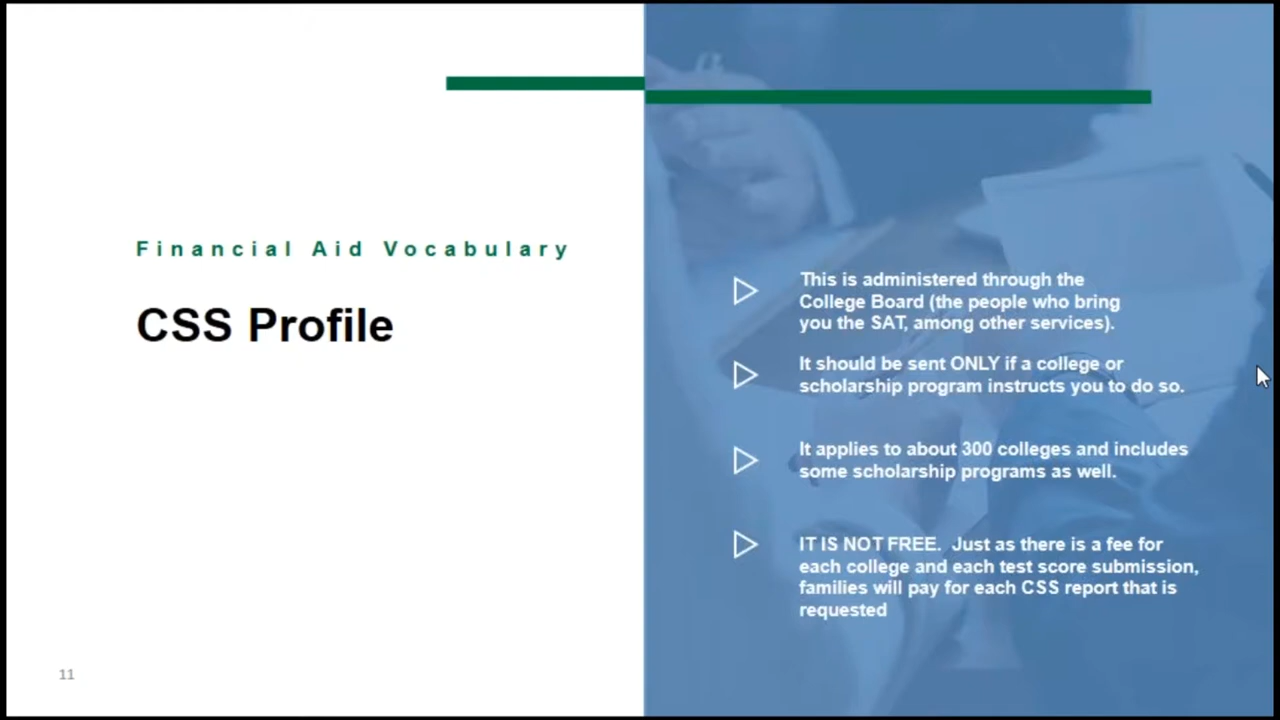 Financial Aid Vocabulary
CSS Profile
This is administered through the
College Board (the people who bring
you the SAT, among other services).
It should be sent ONLY if a college or
scholarship program instructs you to do so.
It applies to about 300 colleges and includes
some scholarship programs as well.
IT IS NOT FREE.  Just as there is a fee for
each college and each test score submission,
families will pay for each CSS report that is
requested
11